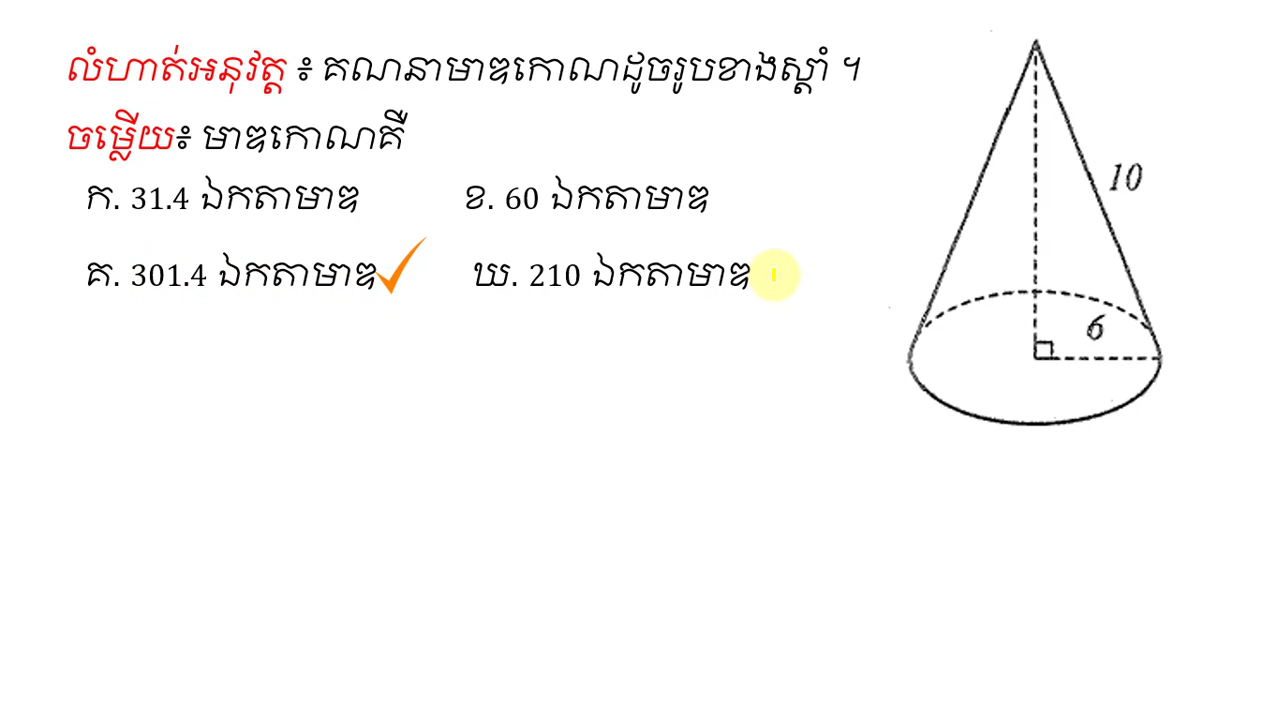 លំហាត់អនុវត្ត ៖ គណនាមាឌកោណដូចរូបខាងស្តាំ ។
ចម្លើយ៖ មាឌកោណគឺ
ក. 31.4 ឯកតាមាឌ ខ. 60 ឯកតាមាឌ
គ. 301.4 ឯកតាមាឌ ឃ. 210 ឯកតាមាឌ
10
6